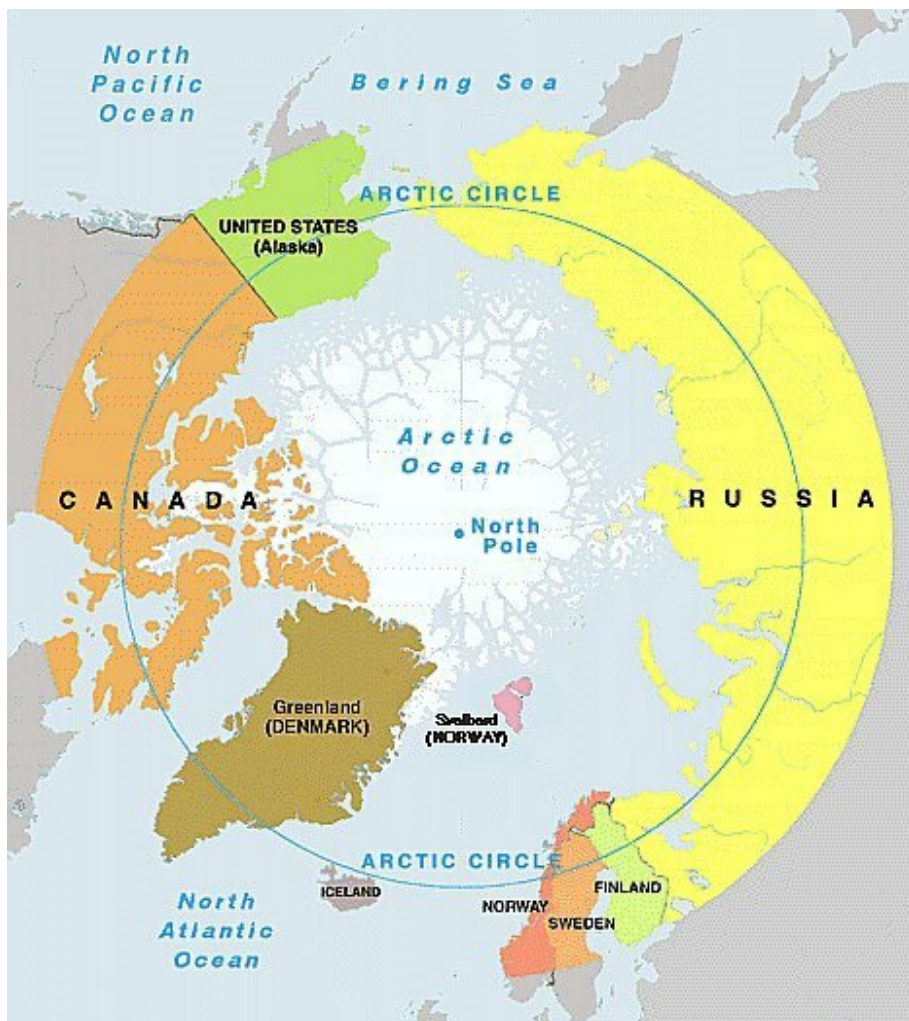 North
Pacific
Ocean
Bering Sea
ARCTIC CIRCLE
UNITED STATES
(Alaska)
Arctic
Ocean
CANADA
RUSSIA
North
Pole
Greenland
(DENMARK)
Svalbard
(NORWAY)
ARCTIC CIRCLE
ICELAND
FINLAND
NORWAY
SWEDEN
North
Atlantic
Ocean